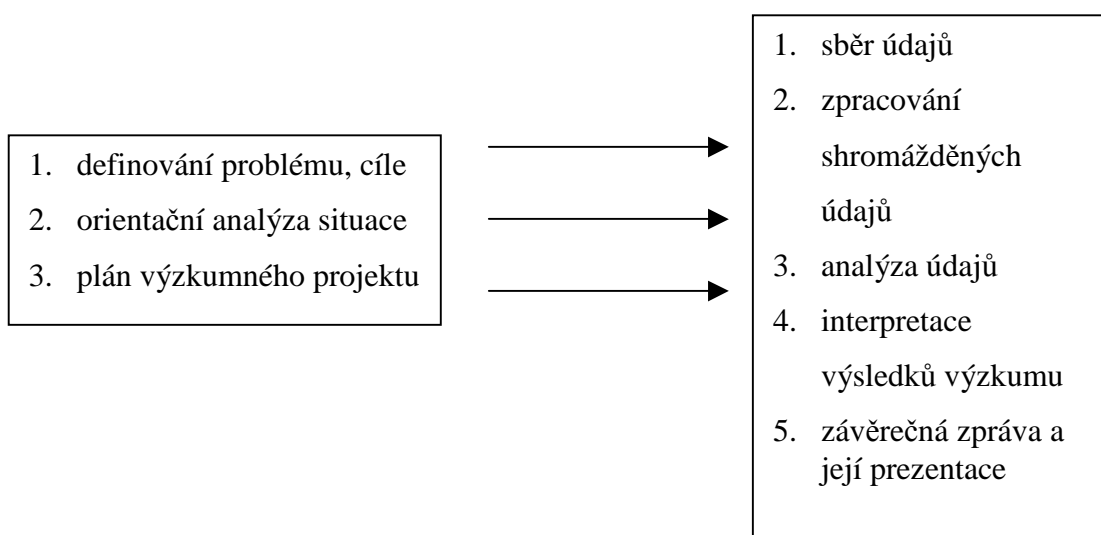 1. definování problému, cíle
2. orientační analýza situace
3. plán výzkumného projektu
1. sběr údajů
2. zpracování
shromážděných
údajů
3. analýza údajů
4. interpretace
výsledků výzkumu
5. závěrečná zpráva a
její prezentace